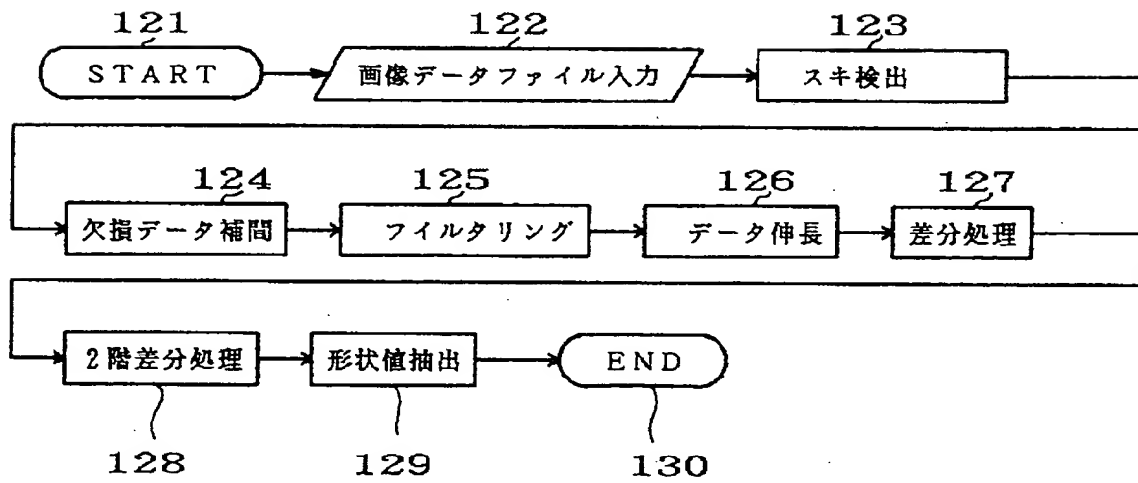 121 122 123
START 画像データファイル入力 スキ検出
124 125 126 127
欠損データ補間 フイルタリング データ伸長 差分処理
2階差分処理 形状値抽出 END
128 129 130